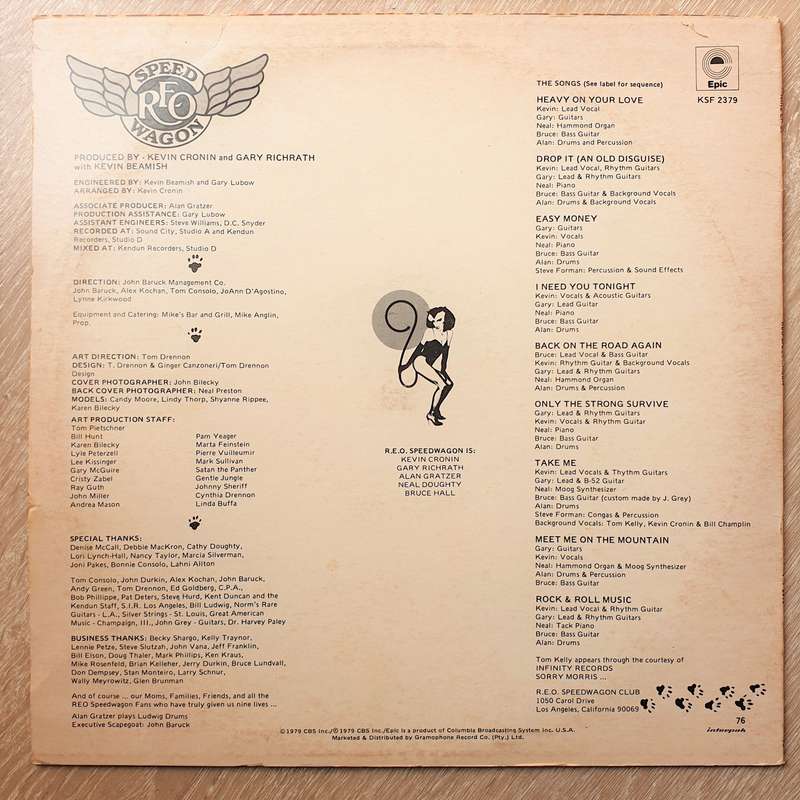 SPEED
REO
WAGON
PRODUCED BY - KEVIN CRONIN and GARY RICHRATH
with KEVIN BEAMISH
ENGINEERED BY: Kevin Beamish and Gary Lubow
ARRANGED BY: Kevin Cronin
ASSOCIATE PRODUCER: Alan Gratzer
PRODUCTION ASSISTANCE: Gary Lubow
ASSISTANT ENGINEERS: Steve Williams, D.C. Snyder
RECORDED AT: Sound City, Studio A and Kendun
Recorders, Studio D
MIXED AT: Kendun Recorders, Studio D
DIRECTION: John Baruck Management Co.
John Baruck, Alex Kochan, Tom Consolo, JoAnn D'Agostino,
Lynne Kirkwood
Equipment and Catering: Mike's Bar and Grill, Mike Anglin,
Prop.
ART DIRECTION: Tom Drennon
DESIGN: T. Drennon & Ginger Canzoneri/Tom Drennon
Design
COVER PHOTOGRAPHER: John Bilecky
BACK COVER PHOTOGRAPHER: Neal Preston
MODELS: Candy Moore, Lindy Thorp, Shyanne Rippee,
Karen Bilecky
ART PRODUCTION STAFF:
Tom Pietschner
Bill Hunt
Karen Bilecky
Lyle Peterzell
Lee Kissinger
Gary McGuire
Cristy Zabel
Ray Guth
John Miller
Andrea Mason
Pam Yeager
Marta Feinstein
Pierre Vuilleumir
Mark Sullivan
Satan the Panther
Gentle Jungle
Johnny Sheriff
Cynthia Drennon
Linda Buffa
SPECIAL THANKS:
Denise McCall, Debbie MacKron, Cathy Doughty,
Lori Lynch-Hall, Nancy Taylor, Marcia Silverman,
Joni Pakes, Bonnie Consolo, Lahni Aliton
Tom Consolo, John Durkin, Alex Kochan, John Baruck,
Andy Green, Tom Drennon, Ed Goldberg, C.P.A.,
Bob Phillippe, Pat Deters, Steve Hurd, Kent Duncan and the
Kendun Staff, S.I.R. Los Angeles, Bill Ludwig, Norm's Rare
Guitars - L.A., Silver Strings - St. Louis, Great American
Music - Champaign, III., John Grey - Guitars, Dr. Harvey Paley
BUSINESS THANKS: Becky Shargo, Kelly Traynor,
Lennie Petze, Steve Slutzah, John Vana, Jeff Franklin,
Bill Elson, Doug Thaler, Mark Phillips, Ken Kraus,
Mike Rosenfeld, Brian Kelleher, Jerry Durkin, Bruce Lundvall,
Don Dempsey, Stan Monteiro, Larry Schnur,
Wally Meyrowitz, Glen Brunman
And of course ... our Moms, Families, Friends, and all the
REO Speedwagon Fans who have truly given us nine lives ...
Alan Gratzer plays Ludwig Drums
Executive Scapegoat: John Baruck
9
R.E.O. SPEEDWAGON IS:
KEVIN CRONIN
GARY RICHRATH
ALAN GRATZER
NEAL DOUGHTY
BRUCE HALL
©1979 CBS Inc./℗1979 CBS Inc./Epic is a product of Columbia Broadcasting System Inc. U.S.A.
Marketed & Distributed by Gramophone Record Co. (Pty.) Ltd.
Epic
KSF 2379
THE SONGS (See label for sequence)
HEAVY ON YOUR LOVE
Kevin: Lead Vocal
Gary: Guitars
Neal: Hammond Organ
Bruce: Bass Guitar
Alan: Drums and Percussion
DROP IT (AN OLD DISGUISE)
Kevin: Lead Vocal, Rhythm Guitars
Gary: Lead & Rhythm Guitars
Neal: Piano
Bruce: Bass Guitar & Background Vocals
Alan: Drums & Background Vocals
EASY MONEY
Gary: Guitars
Kevin: Vocals
Neal: Piano
Bruce: Bass Guitar
Alan: Drums
Steve Forman: Percussion & Sound Effects
I NEED YOU TONIGHT
Kevin: Vocals & Acoustic Guitars
Gary: Lead Guitar
Neal: Piano
Bruce: Bass Guitar
Alan: Drums
BACK ON THE ROAD AGAIN
Bruce: Lead Vocal & Bass Guitar
Kevin: Rhythm Guitar & Background Vocals
Gary: Lead & Rhythm Guitars
Neal: Hammond Organ
Alan: Drums & Percussion
ONLY THE STRONG SURVIVE
Gary: Lead & Rhythm Guitars
Kevin: Vocals & Rhythm Guitar
Neal: Piano
Bruce: Bass Guitar
Alan: Drums
TAKE ME
Kevin: Lead Vocals & Thythm Guitars
Gary: Lead & B-52 Guitar
Neal: Moog Synthesizer
Bruce: Bass Guitar (custom made by J. Grey)
Alan: Drums
Steve Forman: Congas & Percussion
Background Vocals: Tom Kelly, Kevin Cronin & Bill Champlin
MEET ME ON THE MOUNTAIN
Gary: Guitars
Kevin: Vocals
Neal: Hammond Organ & Moog Synthesizer
Alan: Drums & Percussion
Bruce: Bass Guitar
ROCK & ROLL MUSIC
Kevin: Lead Vocal & Rhythm Guitar
Gary: Lead & Rhythm Guitars
Neal: Tack Piano
Bruce: Bass Guitar
Alan: Drums
Tom Kelly appears through the courtesy of
INFINITY RECORDS
SORRY MORRIS ...
R.E.O. SPEEDWAGON CLUB
1050 Carol Drive
Los Angeles, California 90069
76
interpak